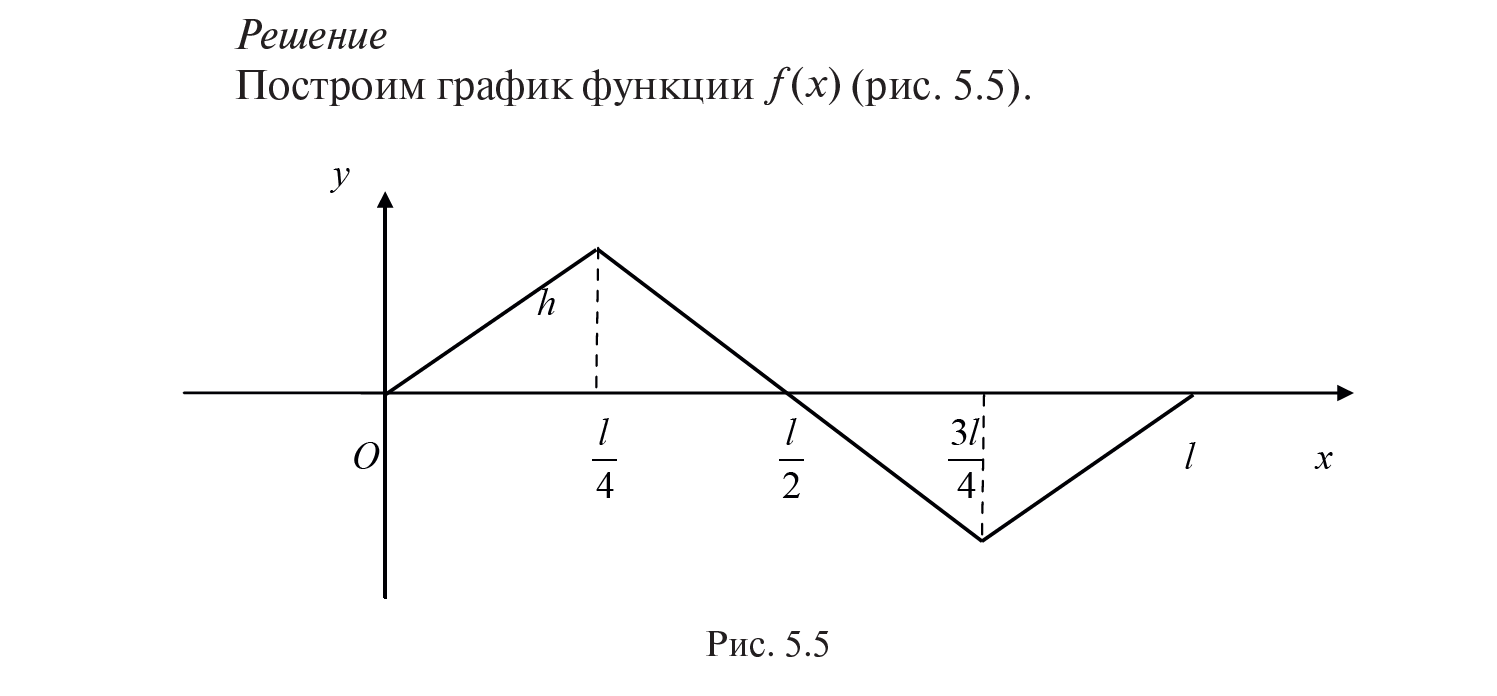 Решение
Построим график функции f(x) (рис. 5.5).
y
h
O
l/4
l/2
3l/4
l
x
Рис. 5.5